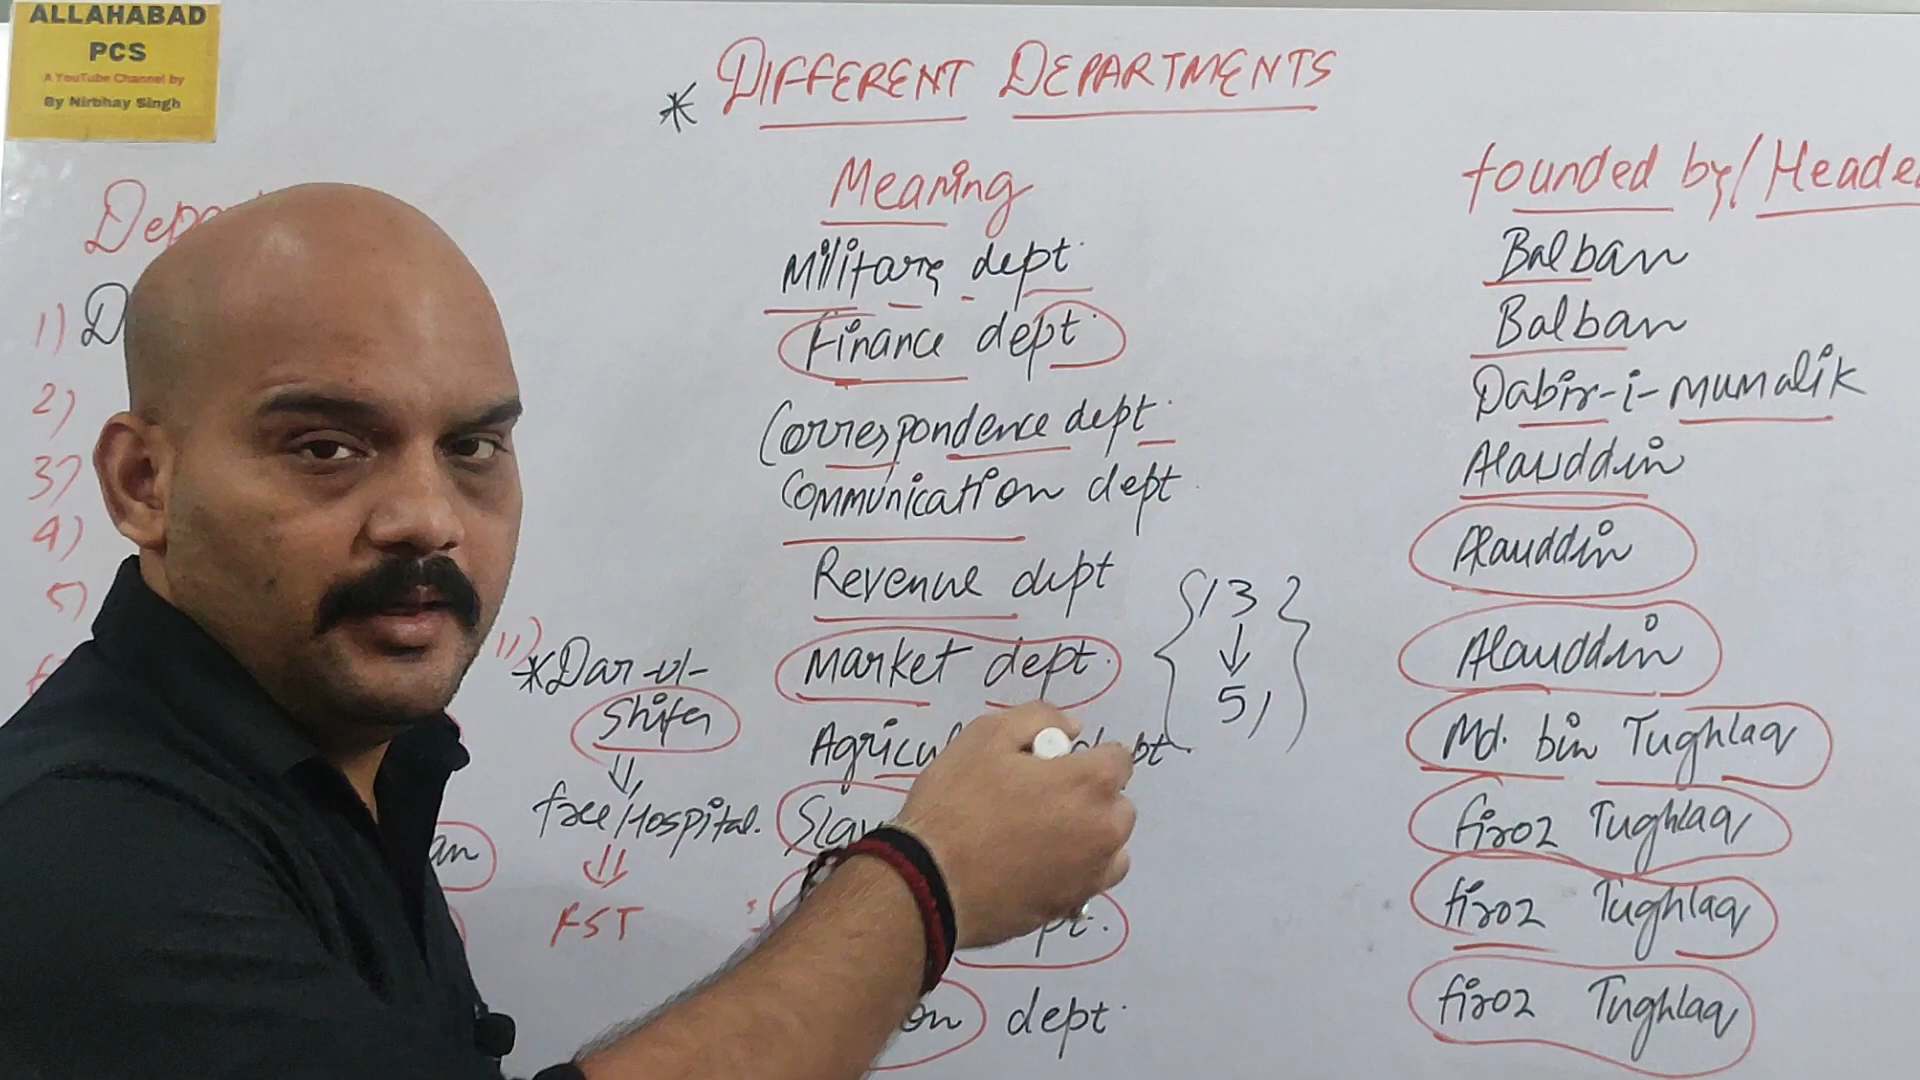 ALLAHABAD
PCS
A YouTube Channel by
By Nirbhay Singh
* DIFFERENT DEPARTMENTS
Meaning founded by/
1) Military dept. Balban
2) Finance dept. Balban
3) Correspondence dept. Dabir-i-mumalik
4) Communication dept Alauddin
5) Revenue dept Alauddin
Market dept. Alauddin
{13
↓
5/}
11) *Dar-ul-
Shifa
⇓
free/Hospital.
⇓
FST
Md. bin Tughlaq
firoz Tughlaq
firoz Tughlaq
dept. firoz Tughlaq